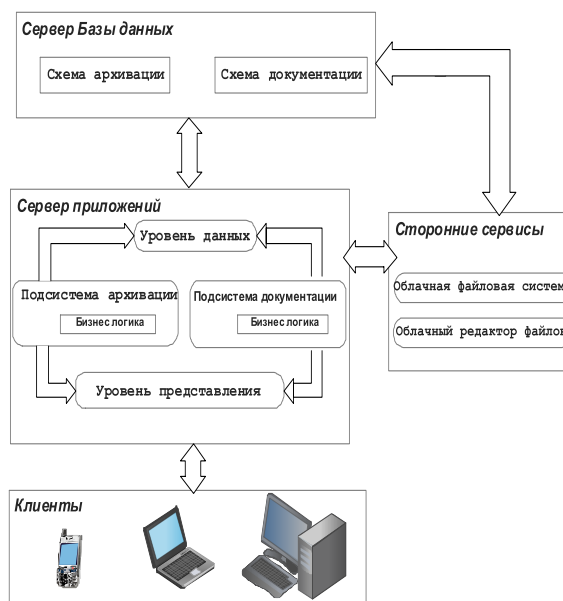 Сервер Базы данных
Схема архивации
Схема документации
Сервер приложений
Уровень данных
Подсистема архивации
Бизнес логика
Подсистема документации
Бизнес логика
Уровень представления
Сторонние сервисы
Облачная файловая систем
Облачный редактор файлов
Клиенты